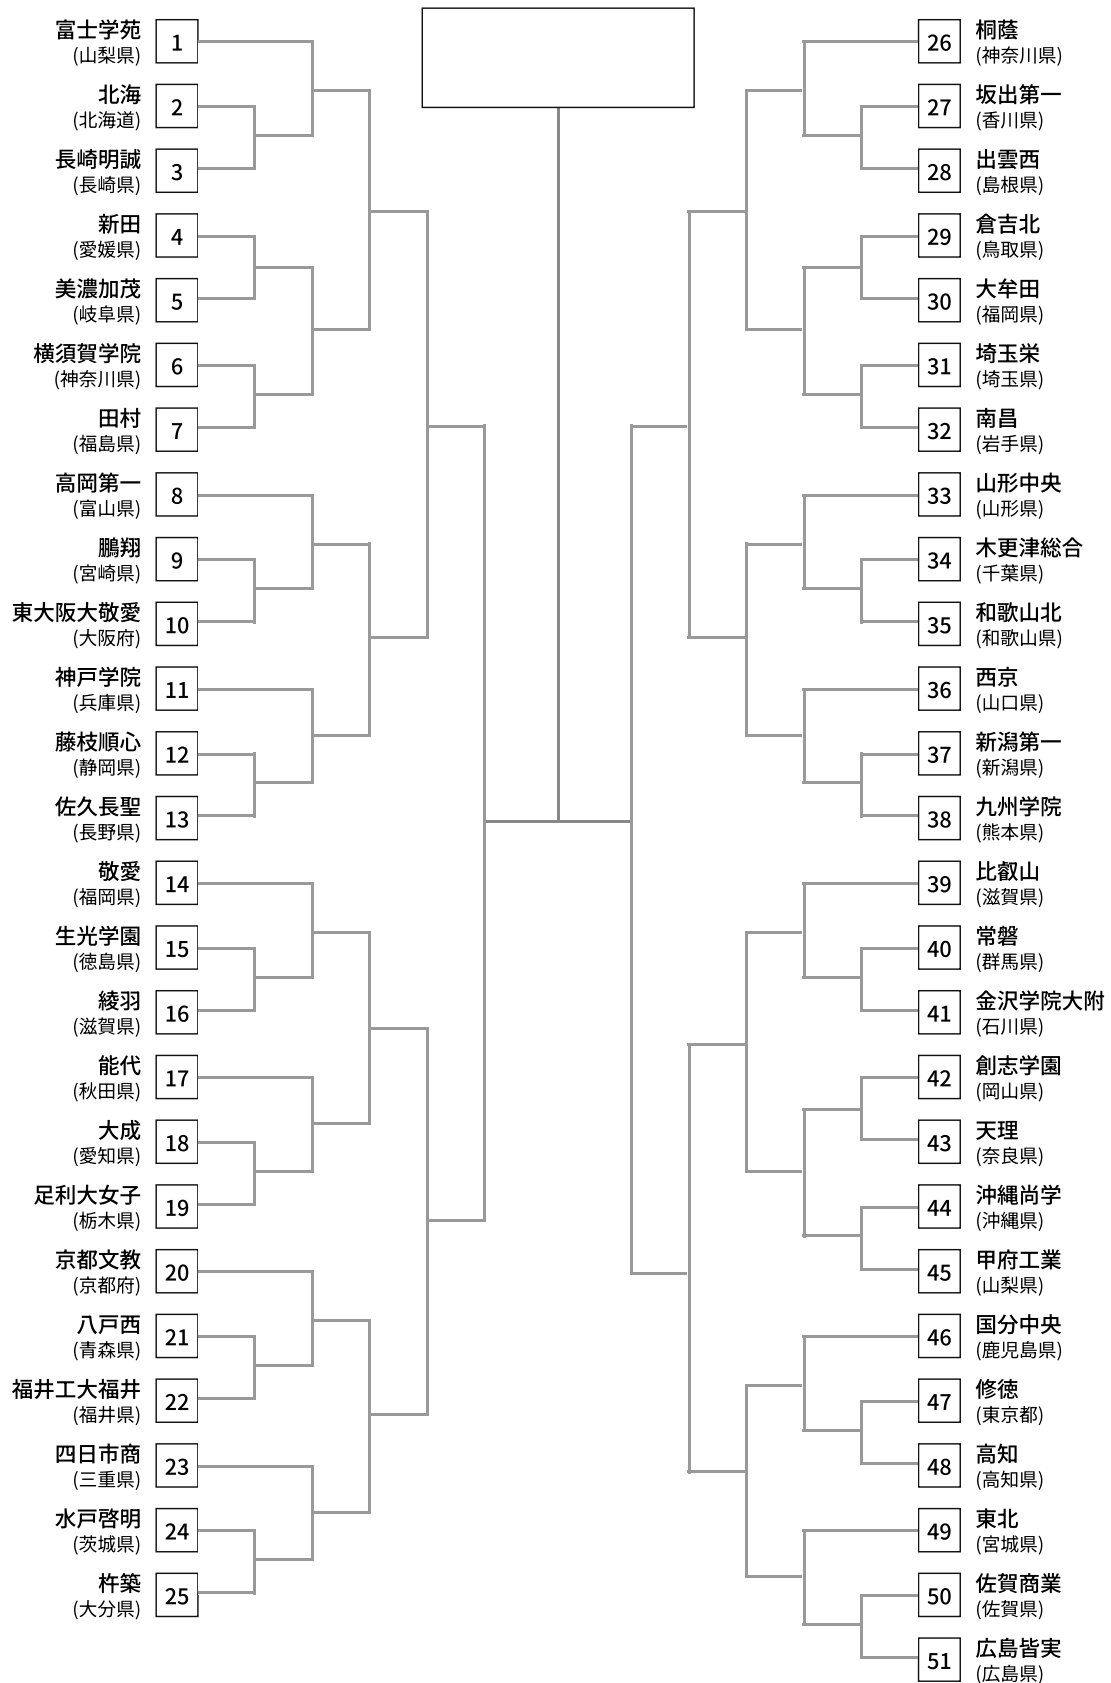 富士学苑
(山梨県)
1
北海
(北海道)
2
長崎明誠
(長崎県)
3
新田
(愛媛県)
4
美濃加茂
(岐阜県)
5
横須賀学院
(神奈川県)
6
田村
(福島県)
7
高岡第一
(富山県)
8
鵬翔
(宮崎県)
9
東大阪大敬愛
(大阪府)
10
神戸学院
(兵庫県)
11
藤枝順心
(静岡県)
12
佐久長聖
(長野県)
13
敬愛
(福岡県)
14
生光学園
(徳島県)
15
綾羽
(滋賀県)
16
能代
(秋田県)
17
大成
(愛知県)
18
足利大女子
(栃木県)
19
京都文教
(京都府)
20
八戸西
(青森県)
21
福井工大福井
(福井県)
22
四日市商
(三重県)
23
水戸啓明
(茨城県)
24
杵築
(大分県)
25
26
桐蔭
(神奈川県)
27
坂出第一
(香川県)
28
出雲西
(島根県)
29
倉吉北
(鳥取県)
30
大牟田
(福岡県)
31
埼玉栄
(埼玉県)
32
南昌
(岩手県)
33
山形中央
(山形県)
34
木更津総合
(千葉県)
35
和歌山北
(和歌山県)
36
西京
(山口県)
37
新潟第一
(新潟県)
38
九州学院
(熊本県)
39
比叡山
(滋賀県)
40
常磐
(群馬県)
41
金沢学院大附
(石川県)
42
創志学園
(岡山県)
43
天理
(奈良県)
44
沖縄尚学
(沖縄県)
45
甲府工業
(山梨県)
46
国分中央
(鹿児島県)
47
修徳
(東京都)
48
高知
(高知県)
49
東北
(宮城県)
50
佐賀商業
(佐賀県)
51
広島皆実
(広島県)